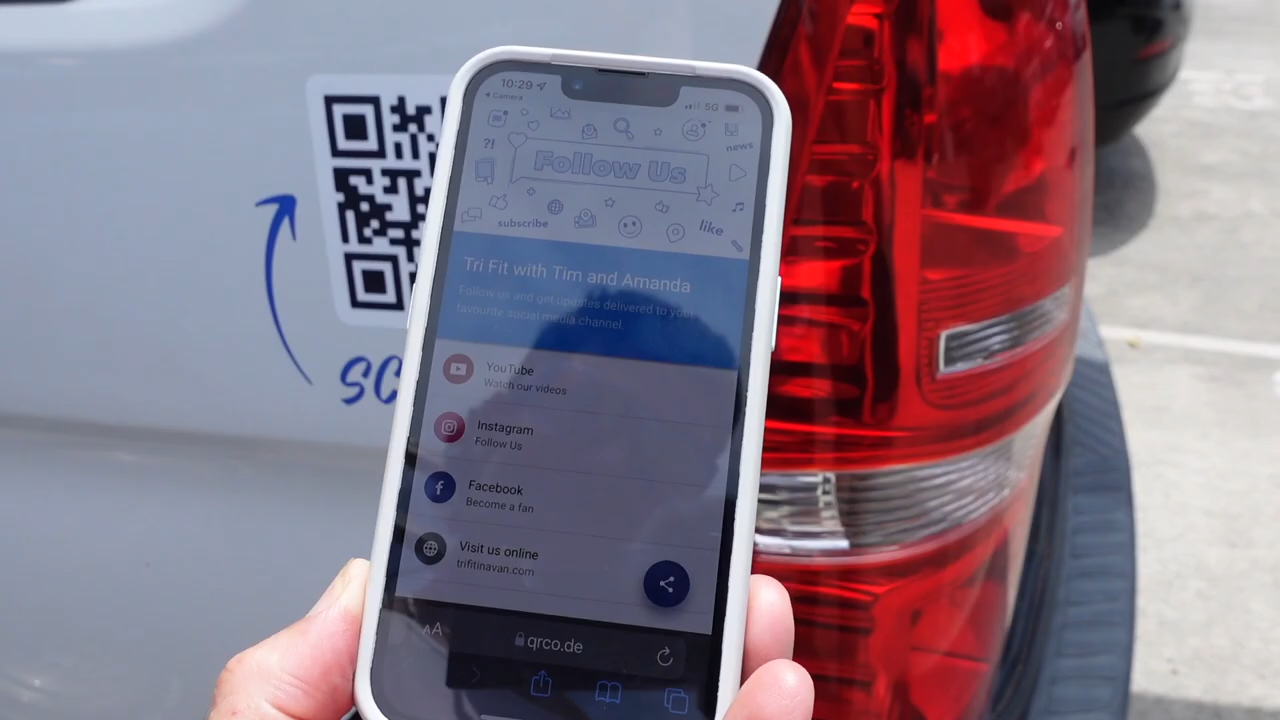 10:29
Camera
5G
?!
news
Follow Us
subscribe
like
Tri Fit with Tim and Amanda
Follow us and get updates delivered to your
favourite social media channel.
YouTube
Watch our videos
Instagram
Follow Us
Facebook
Become a fan
Visit us online
trifitinavan.com
AA
qrco.de
SC